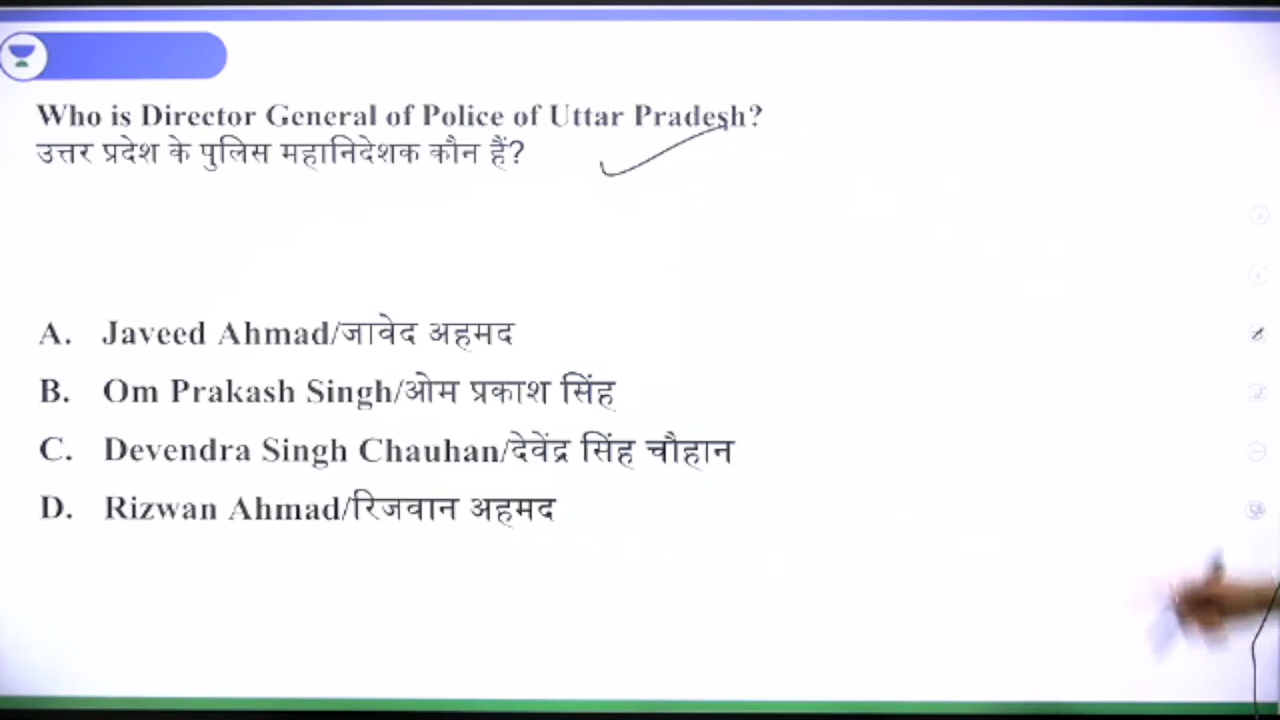 Who is Director General of Police of Uttar Pradesh?
उत्तर प्रदेश के पुलिस महानिदेशक कौन हैं?
A. Javeed Ahmad/जावेद अहमद
B. Om Prakash Singh/ओम प्रकाश सिंह
C. Devendra Singh Chauhan/देवेंद्र सिंह चौहान
D. Rizwan Ahmad/रिजवान अहमद